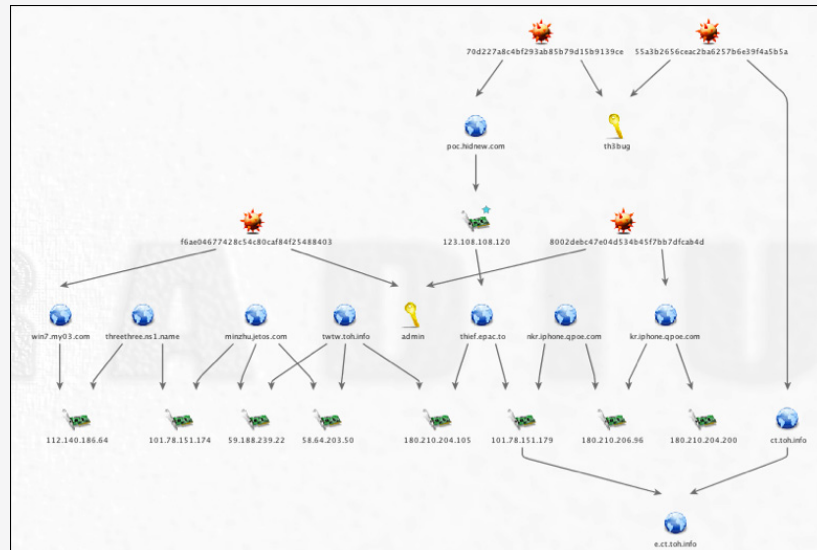 70d227a8c4bf293ab85b79d15b9139ce
55a3b2656ceac2ba6257b6e39f4a5b5a
poc.hidnew.com
th3bug
f6ae04677428c54c80caf84f25488403
123.108.108.120
8002debc47e04d534b45f7bb7dfcab4d
win7.my03.com
threethree.ns1.name
minzhu.jetos.com
twtw.toh.info
admin
thief.epac.to
nkr.iphone.qpoe.com
kr.iphone.qpoe.com
112.140.186.64
101.78.151.174
59.188.239.22
58.64.203.50
180.210.204.105
101.78.151.179
180.210.206.96
180.210.204.200
ct.toh.info
e.ct.toh.info